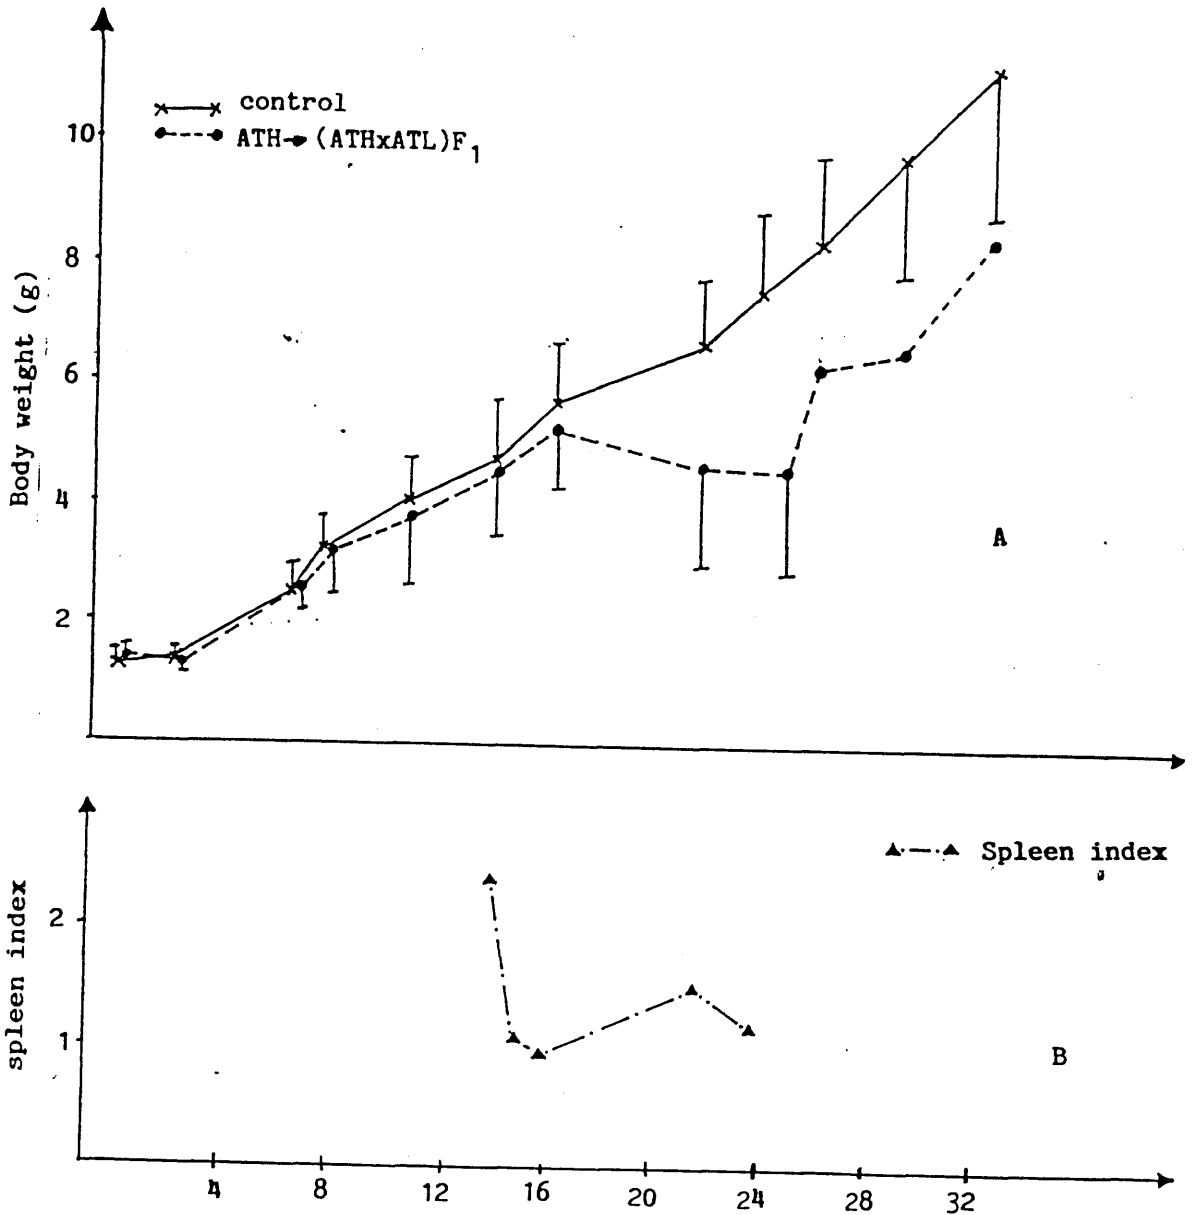 control
ATH→(ATHxATL)F1
10
8
6
4
2
Body weight (g)
A
Spleen index
2
1
spleen index
B
4 8 12 16 20 24 28 32